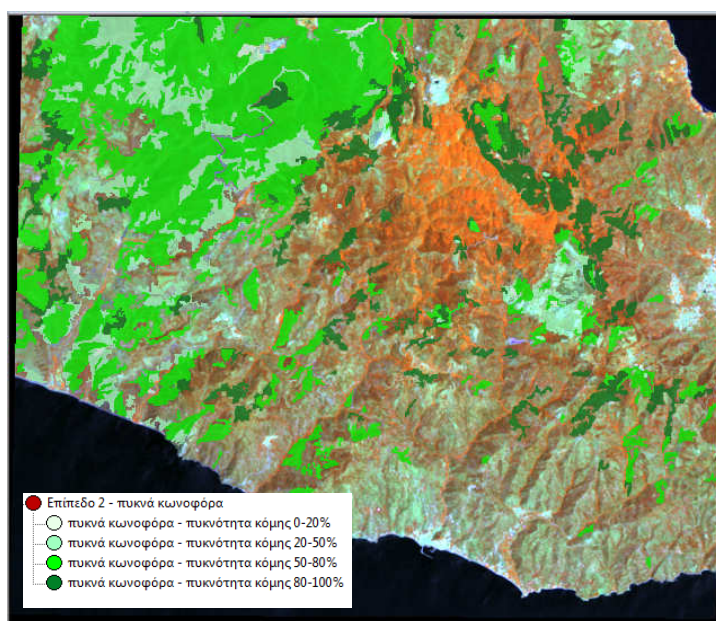 Επίπεδο 2 - πυκνά κωνοφόρα
πυκνά κωνοφόρα - πυκνότητα κόμης 0-20%
πυκνά κωνοφόρα - πυκνότητα κόμης 20-50%
πυκνά κωνοφόρα - πυκνότητα κόμης 50-80%
πυκνά κωνοφόρα - πυκνότητα κόμης 80-100%